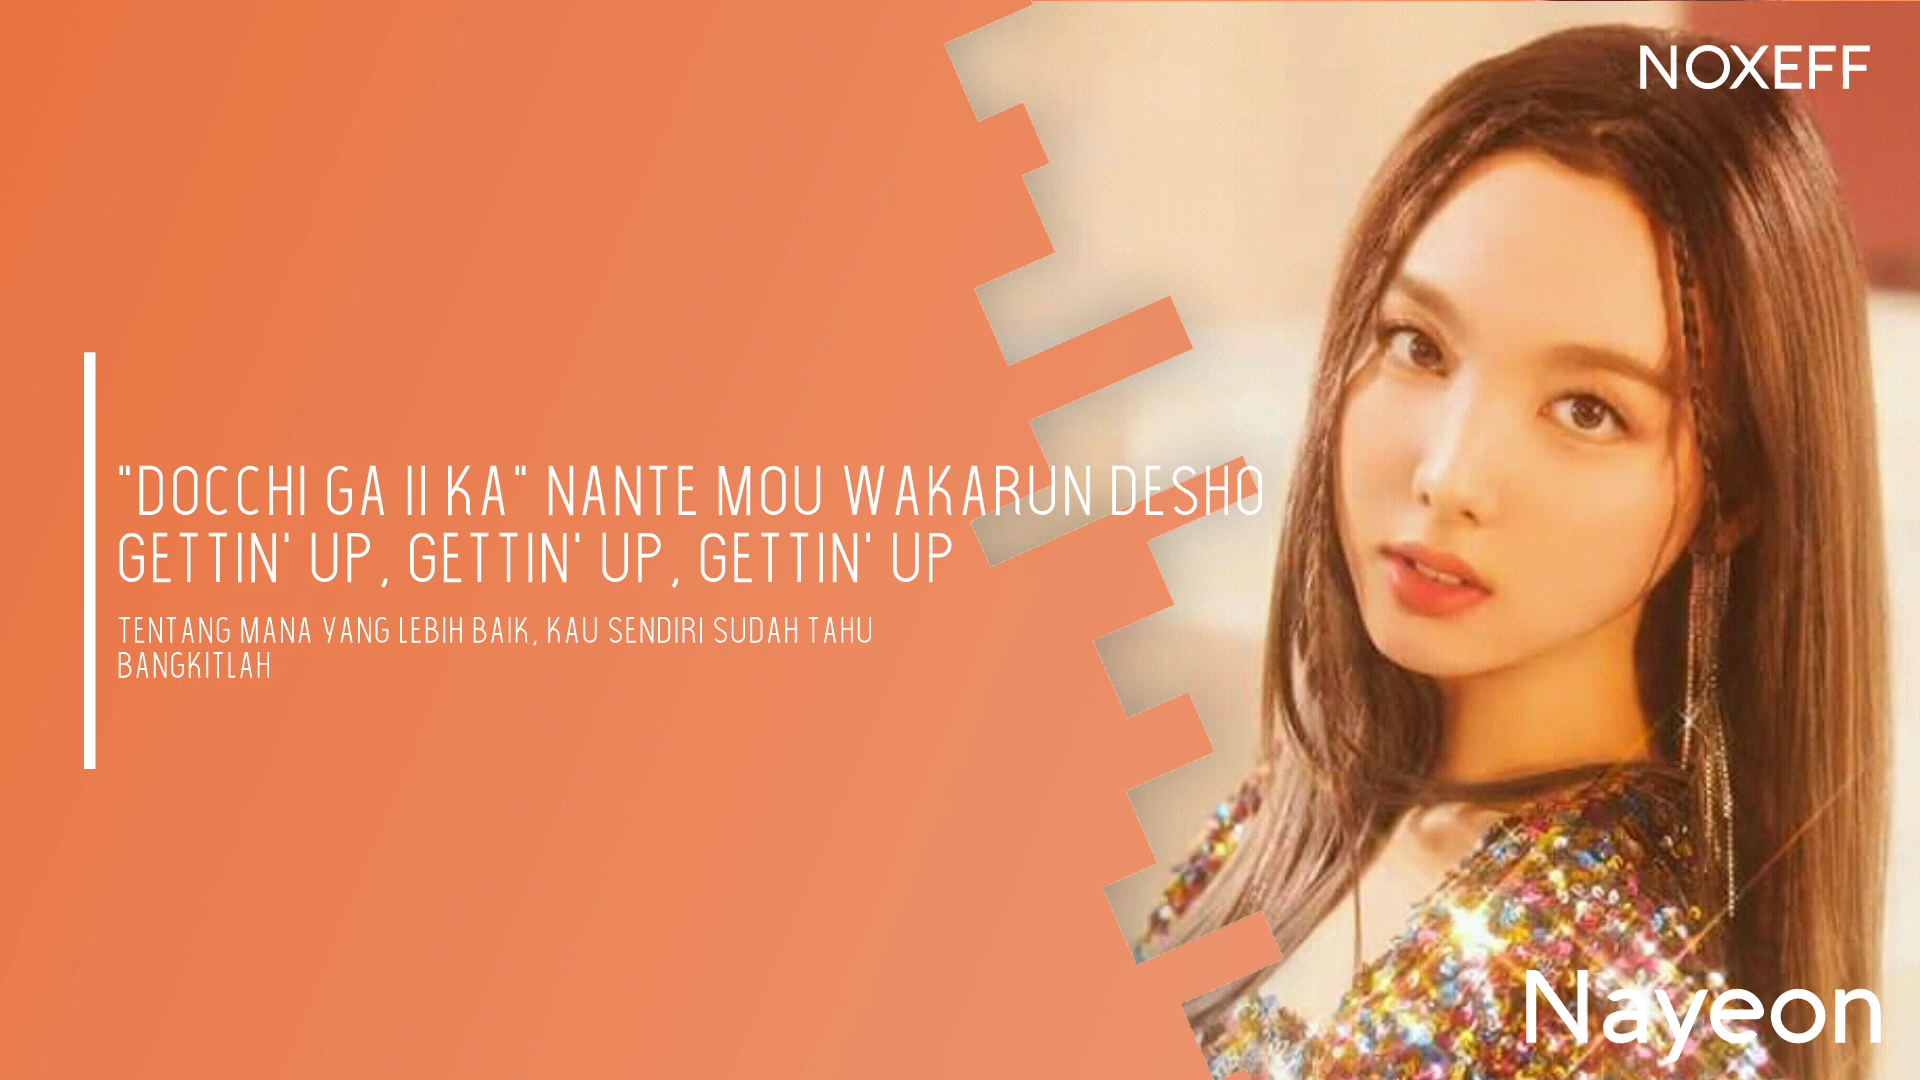 NOXEFF
"DOCCHI GA II KA" NANTE MOU WAKARUN DESHO
GETTIN' UP, GETTIN' UP, GETTIN' UP
TENTANG MANA YANG LEBIH BAIK, KAU SENDIRI SUDAH TAHU
BANGKITLAH
Nayeon